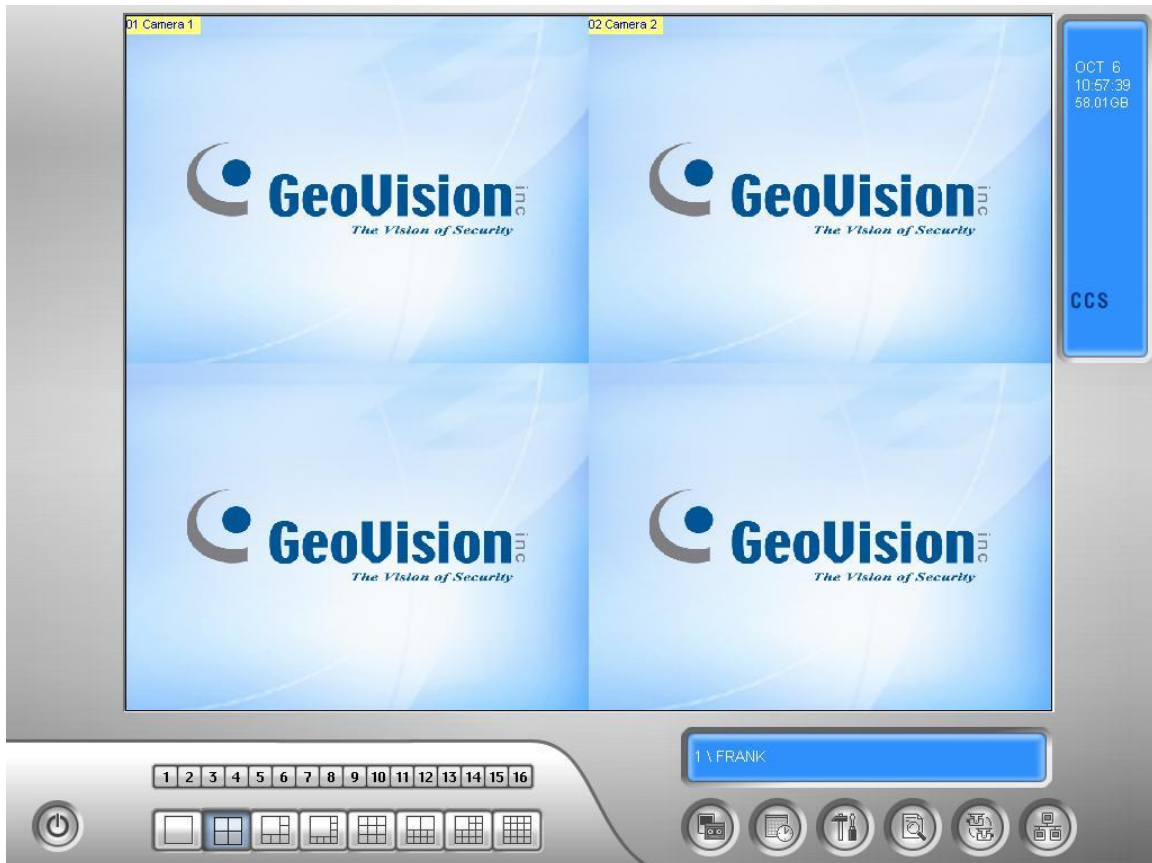 01 Camera 1
02 Camera 2
OCT 6
10:57:39
58.01GB
GeoVision inc
The Vision of Security
GeoVision inc
The Vision of Security
CCS
GeoVision inc
The Vision of Security
GeoVision inc
The Vision of Security
1 \ FRANK
1 2 3 4 5 6 7 8 9 10 11 12 13 14 15 16